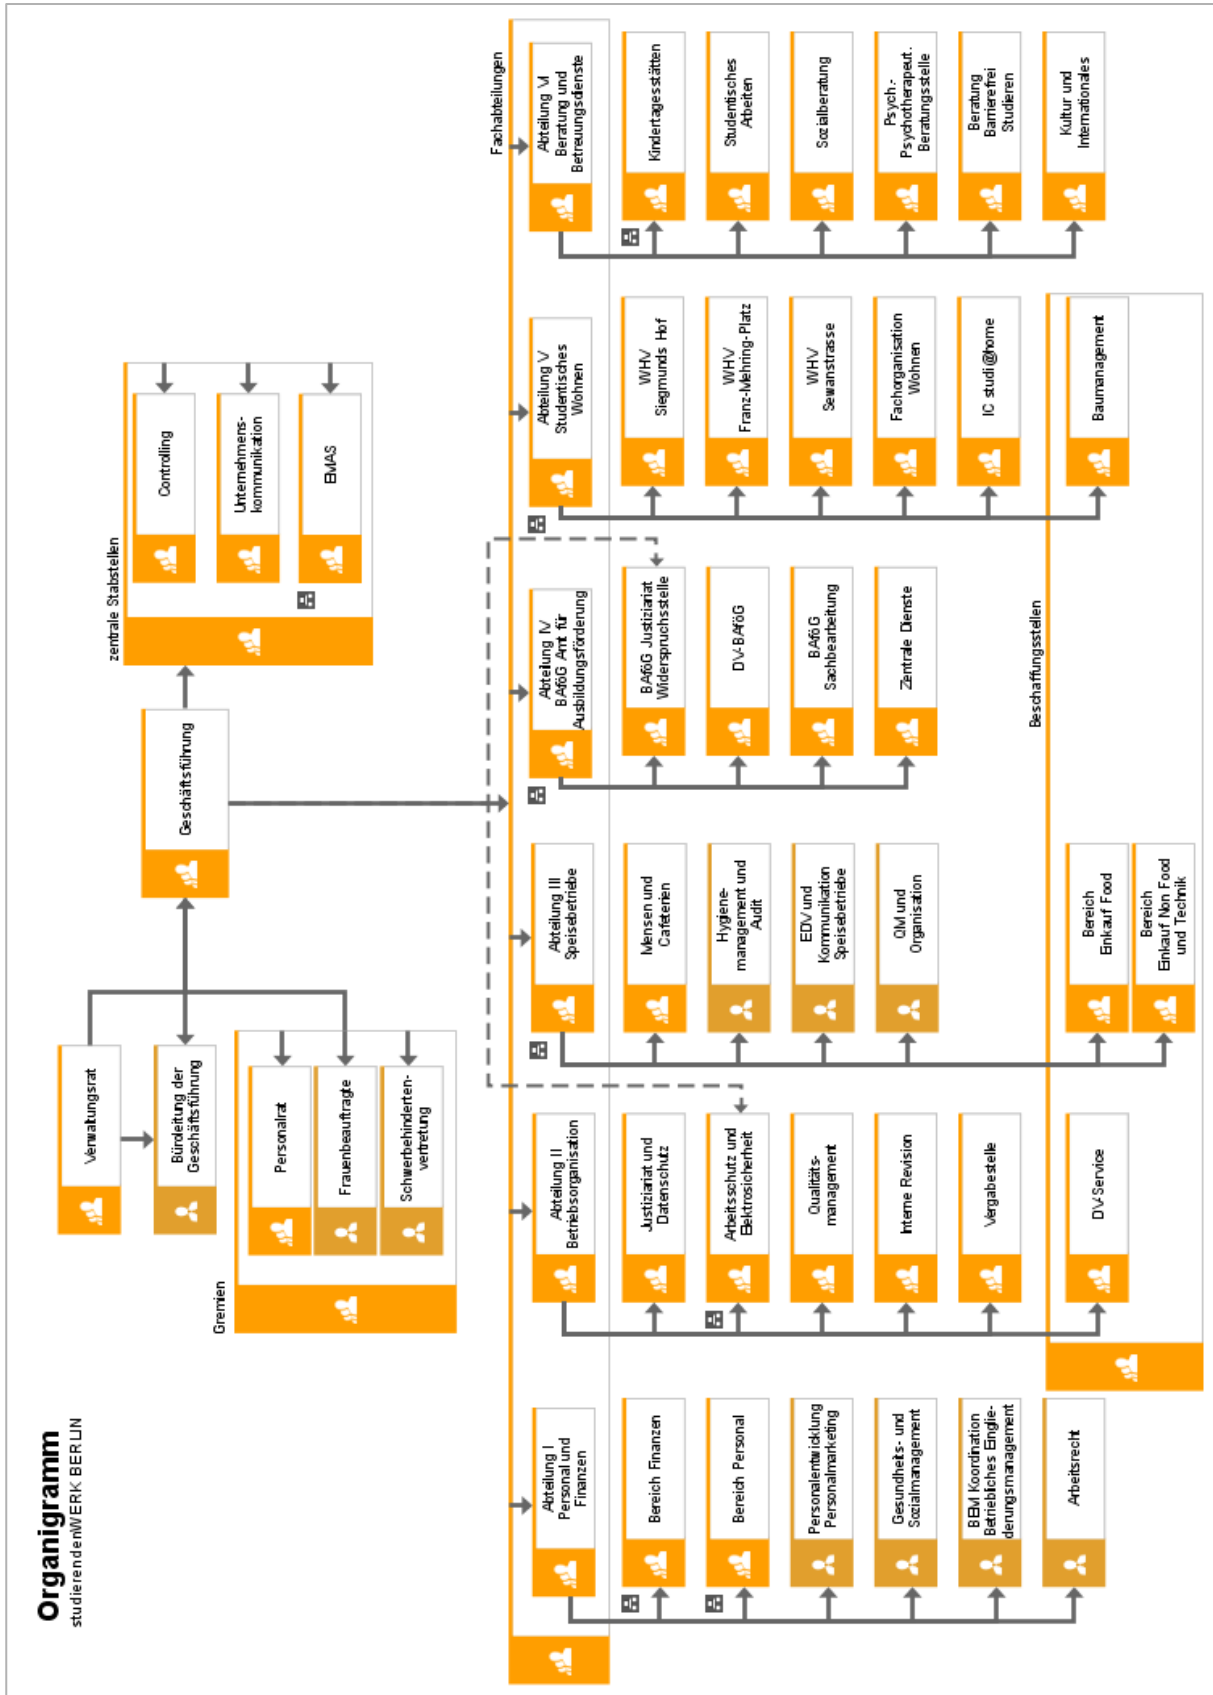 Organigramm
studierendenWERK BERLIN
Verwaltungsrat
Büroleitung der
Geschäftsführung
Geschäftsführung
zentrale Stabstellen
Controlling
Unternehmens-
kommunikation
EMAS
Gremien
Personalrat
Frauenbeauftragte
Schwerbehinderten-
vertretung
Fachabteilungen
Abteilung I
Personal und
Finanzen
Bereich Finanzen
Bereich Personal
Personalentwicklung
Personalmarketing
Gesundheits- und
Sozialmanagement
BEM Koordination
Betriebliches Einglie-
derungsmanagement
Arbeitsrecht
Abteilung II
Betriebsorganisation
Justiziariat und
Datenschutz
Arbeitsschutz und
Elektrosicherheit
Qualitäts-
management
Interne Revision
Vergabestelle
DV-Service
Abteilung III
Speisebetriebe
Mensen und
Cafeterien
Hygiene-
management und
Audit
EDV und
Kommunikation
Speisebetriebe
QM und
Organisation
Bereich
Einkauf Food
Bereich
Einkauf Non Food
und Technik
Abteilung IV
BAföG Amt für
Ausbildungsförderung
BAföG Justiziariat
Widerspruchsstelle
DV-BAföG
BAföG
Sachbearbeitung
Zentrale Dienste
Beschaffungsstellen
Abteilung V
Studentisches
Wohnen
WHV
Siegmunds Hof
WHV
Franz-Mehring-Platz
WHV
Sewanstrasse
Fachorganisation
Wohnen
IC studi@home
Baumanagement
Abteilung VI
Beratung und
Betreuungsdienste
Kindertagesstätten
Studentisches
Arbeiten
Sozialberatung
Psych.-
Psychotherapeut.
Beratungsstelle
Beratung
Barrierefrei
Studieren
Kultur und
Internationales